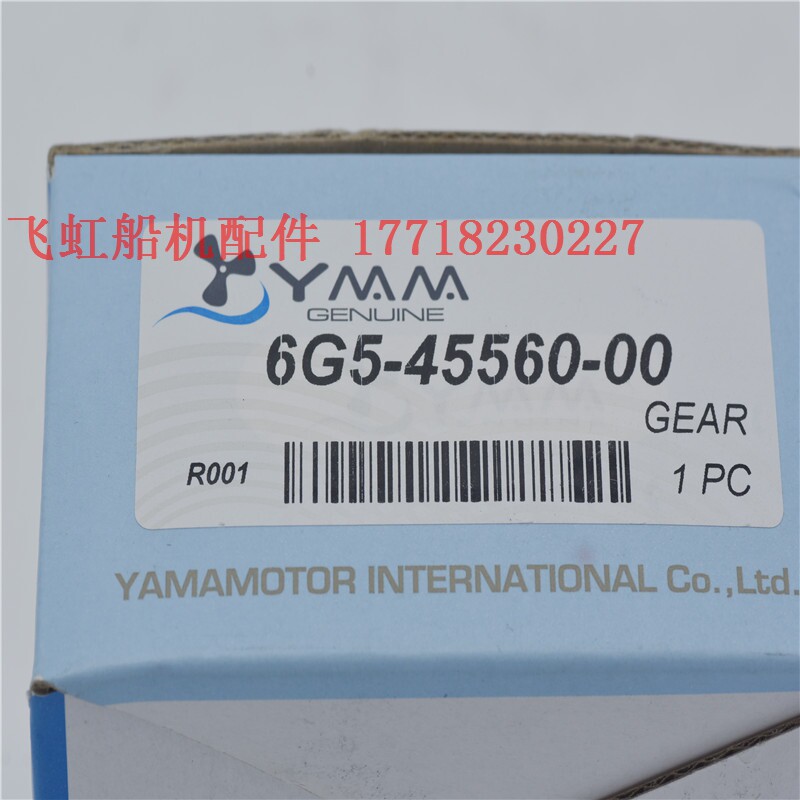 飞虹船机配件 17718230227
YMM
GENUINE
6G5-45560-00
GEAR
R001
1 PC
YAMAMOTOR INTERNATIONAL Co.,Ltd.